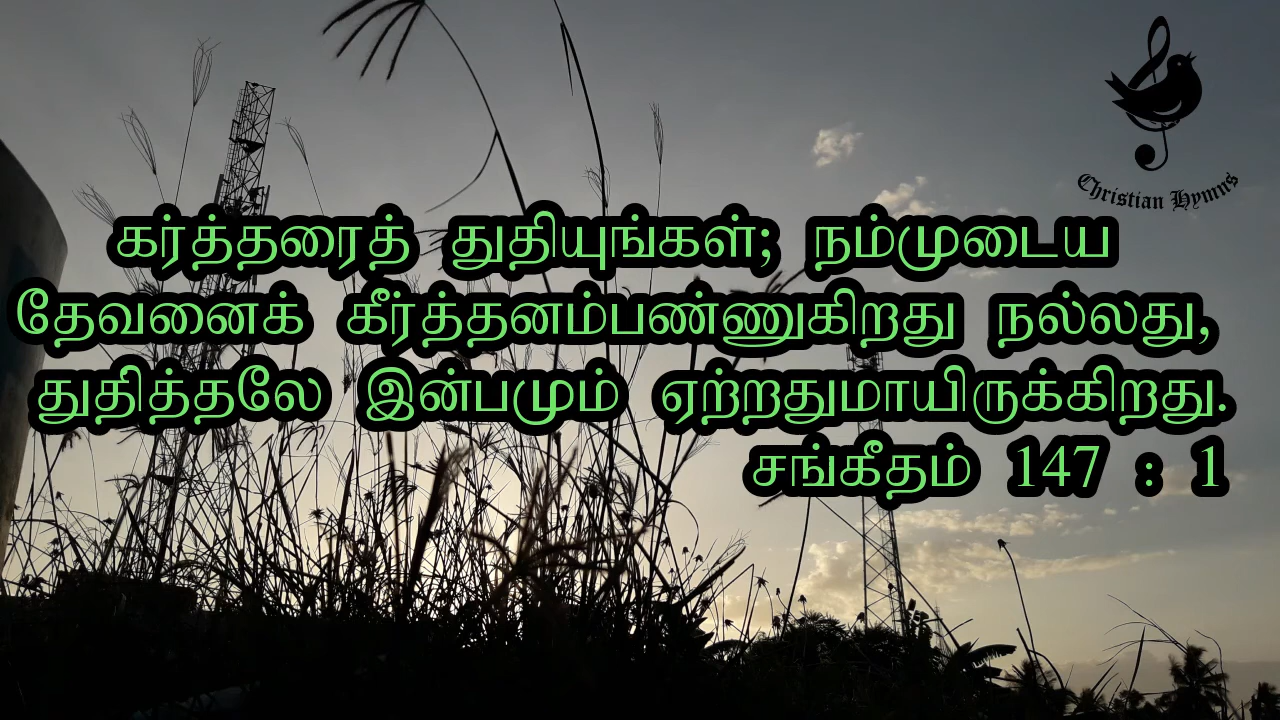 Christian Hymns
கர்த்தரைத் துதியுங்கள்; நம்முடைய
தேவனைக் கீர்த்தனம்பண்ணுகிறது நல்லது,
துதித்தலே இன்பமும் ஏற்றதுமாயிருக்கிறது.
சங்கீதம் 147 : 1